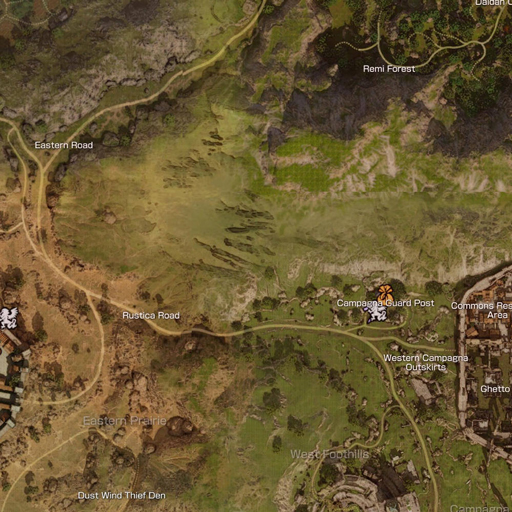 Remi Forest
Eastern Road
Campagna Guard Post
Commons Res
Area
Rustica Road
Western Campagna
Outskirts
Ghetto
Eastern Prairie
West Foothills
Dust Wind Thief Den
Campagna